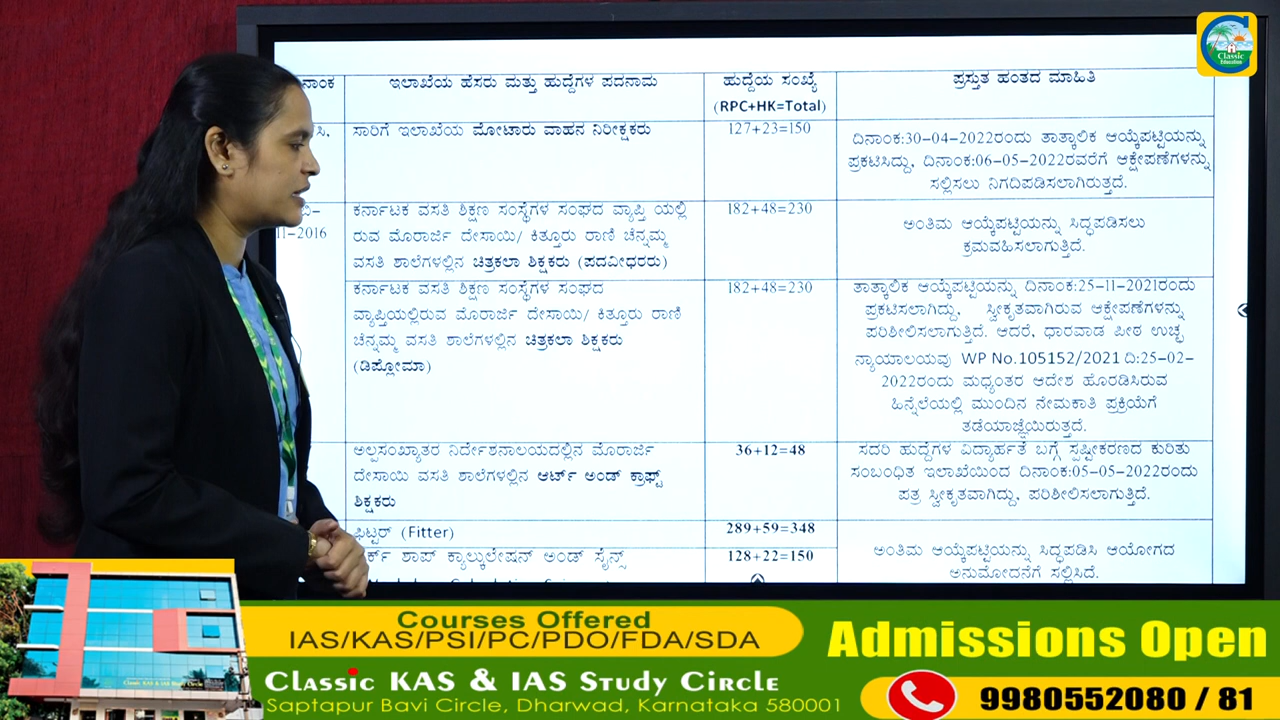 Classic
Education
ನಾಂಕ
ಇಲಾಖೆಯ ಹೆಸರು ಮತ್ತು ಹುದ್ದೆಗಳ ಪದನಾಮ
ಹುದ್ದೆಯ ಸಂಖ್ಯೆ
(RPC+HK=Total)
ಪ್ರಸ್ತುತ ಹಂತದ ಮಾಹಿತಿ
ಸಿ.
ಸಾರಿಗೆ ಇಲಾಖೆಯ ಮೋಟಾರು ವಾಹನ ನಿರೀಕ್ಷಕರು
127+23=150
ದಿನಾಂಕ:30-04-2022ರಂದು ತಾತ್ಕಾಲಿಕ ಆಯ್ಕೆಪಟ್ಟಿಯನ್ನು
ಪ್ರಕಟಿಸಿದ್ದು, ದಿನಾಂಕ:06-05-2022ರವರೆಗೆ ಆಕ್ಷೇಪಣೆಗಳನ್ನು
ಸಲ್ಲಿಸಲು ನಿಗದಿಪಡಿಸಲಾಗಿರುತ್ತದೆ.
ಬಿ-
11-2016
ಕರ್ನಾಟಕ ವಸತಿ ಶಿಕ್ಷಣ ಸಂಸ್ಥೆಗಳ ಸಂಘದ ವ್ಯಾಪ್ತಿ ಯಲ್ಲಿ
ರುವ ಮೊರಾರ್ಜಿ ದೇಸಾಯಿ/ ಕಿತ್ತೂರು ರಾಣಿ ಚೆನ್ನಮ್ಮ
ವಸತಿ ಶಾಲೆಗಳಲ್ಲಿನ ಚಿತ್ರಕಲಾ ಶಿಕ್ಷಕರು (ಪದವೀಧರರು)
182+48=230
ಅಂತಿಮ ಆಯ್ಕೆಪಟ್ಟಿಯನ್ನು ಸಿದ್ಧಪಡಿಸಲು
ಕ್ರಮವಹಿಸಲಾಗುತ್ತಿದೆ.
ಕರ್ನಾಟಕ ವಸತಿ ಶಿಕ್ಷಣ ಸಂಸ್ಥೆಗಳ ಸಂಘದ
ವ್ಯಾಪ್ತಿಯಲ್ಲಿರುವ ಮೊರಾರ್ಜಿ ದೇಸಾಯಿ/ ಕಿತ್ತೂರು ರಾಣಿ
ಚೆನ್ನಮ್ಮ ವಸತಿ ಶಾಲೆಗಳಲ್ಲಿನ ಚಿತ್ರಕಲಾ ಶಿಕ್ಷಕರು
(ಡಿಪ್ಲೋಮಾ)
182+48=230
ತಾತ್ಕಾಲಿಕ ಆಯ್ಕೆಪಟ್ಟಿಯನ್ನು ದಿನಾಂಕ:25-11-2021ರಂದು
ಪ್ರಕಟಿಸಲಾಗಿದ್ದು, ಸ್ವೀಕೃತವಾಗಿರುವ ಆಕ್ಷೇಪಣೆಗಳನ್ನು
ಪರಿಶೀಲಿಸಲಾಗುತ್ತಿದೆ. ಆದರೆ, ಧಾರವಾಡ ಪೀಠ ಉಚ್ಛ
ನ್ಯಾಯಾಲಯವು WP No.105152/2021 ದಿ:25-02-
2022ರಂದು ಮಧ್ಯಂತರ ಆದೇಶ ಹೊರಡಿಸಿರುವ
ಹಿನ್ನೆಲೆಯಲ್ಲಿ ಮುಂದಿನ ನೇಮಕಾತಿ ಪ್ರಕ್ರಿಯೆಗೆ
ತಡೆಯಾಜ್ಞೆಯಿರುತ್ತದೆ.
ಅಲ್ಪಸಂಖ್ಯಾತರ ನಿರ್ದೇಶನಾಲಯದಲ್ಲಿನ ಮೊರಾರ್ಜಿ
ದೇಸಾಯಿ ವಸತಿ ಶಾಲೆಗಳಲ್ಲಿನ ಆರ್ಟ್ ಅಂಡ್ ಕ್ರಾಫ್ಟ್
ಶಿಕ್ಷಕರು
36+12=48
ಸದರಿ ಹುದ್ದೆಗಳ ವಿದ್ಯಾರ್ಹತೆ ಬಗ್ಗೆ ಸ್ಪಷ್ಟೀಕರಣದ ಕುರಿತು
ಸಂಬಂಧಿತ ಇಲಾಖೆಯಿಂದ ದಿನಾಂಕ:05-05-2022ರಂದು
ಪತ್ರ ಸ್ವೀಕೃತವಾಗಿದ್ದು, ಪರಿಶೀಲಿಸಲಾಗುತ್ತಿದೆ.
ಫಿಟ್ಟರ್ (Fitter)
289+59=348
ರ್ಕ್ ಶಾಪ್ ಕ್ಯಾಲ್ಕುಲೇಷನ್ ಅಂಡ್ ಸೈನ್ಸ್
128+22=150
ಅಂತಿಮ ಆಯ್ಕೆಪಟ್ಟಿಯನ್ನು ಸಿದ್ಧಪಡಿಸಿ ಆಯೋಗದ
ಅನುಮೋದನೆಗೆ ಸಲ್ಲಿಸಿದೆ.
Classic KAS & IAS Study Circle
Courses Offered
IAS/KAS/PSI/PC/PDO/FDA/SDA
Classic KAS & IAS Study Circle
Saptapur Bavi Circle, Dharwad, Karnataka 580001
Admissions Open
9980552080 / 81